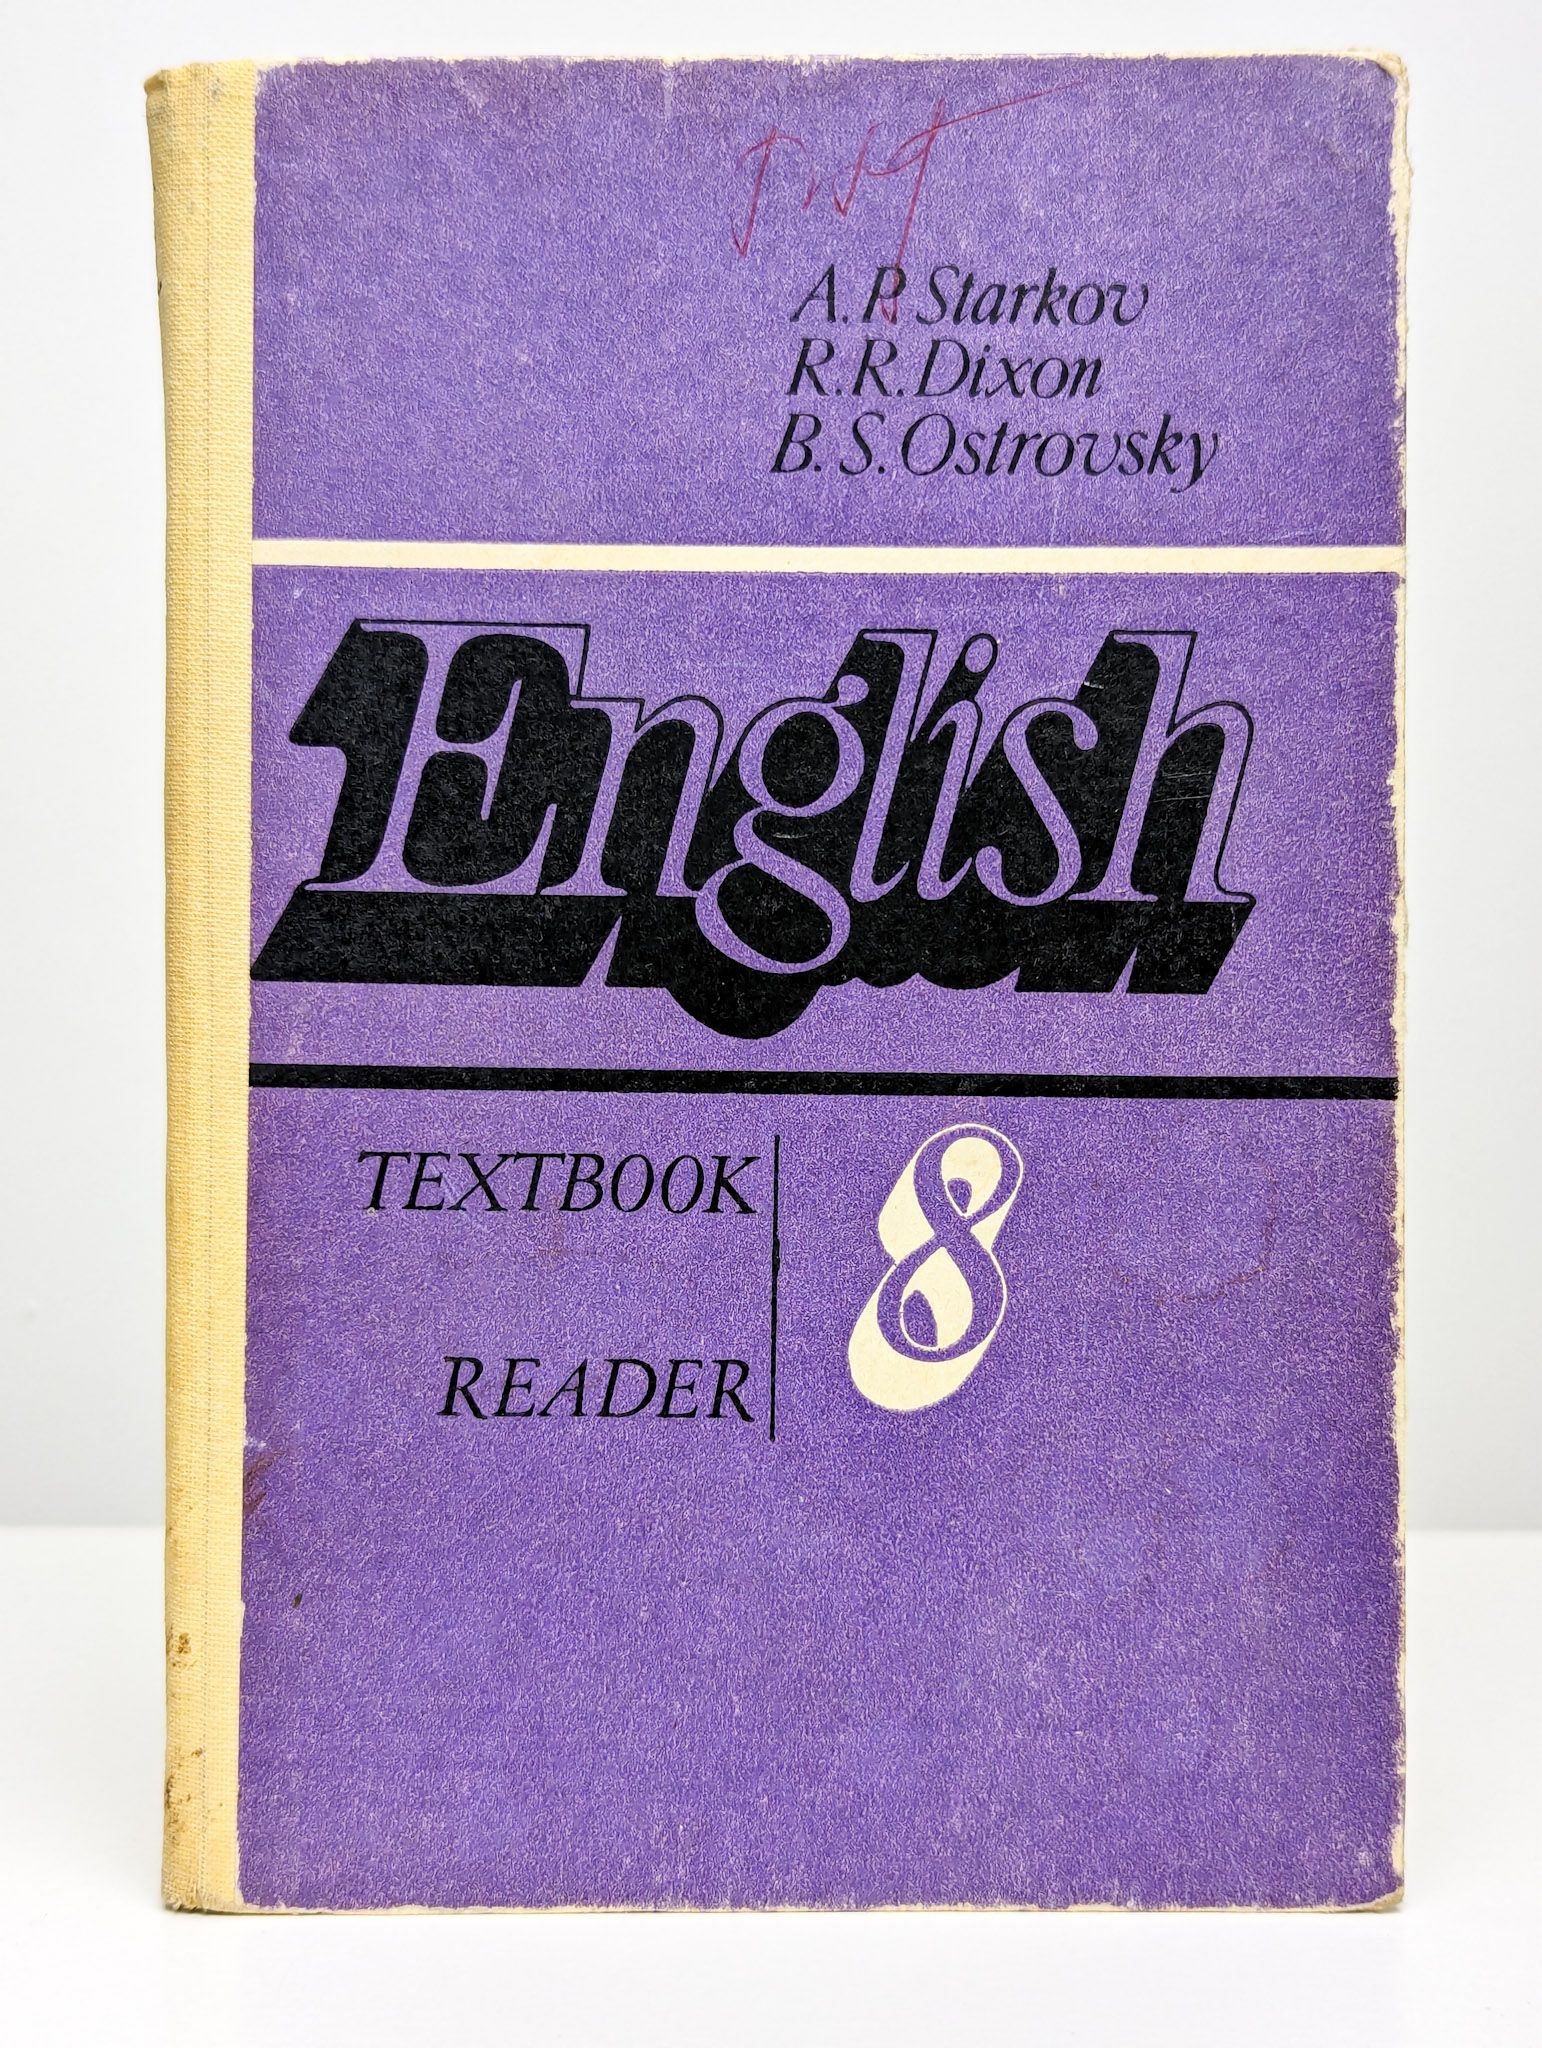 A. P. Starkov
R. R. Dixon
B. S. Ostrovsky
English
TEXTBOOK
8
READER